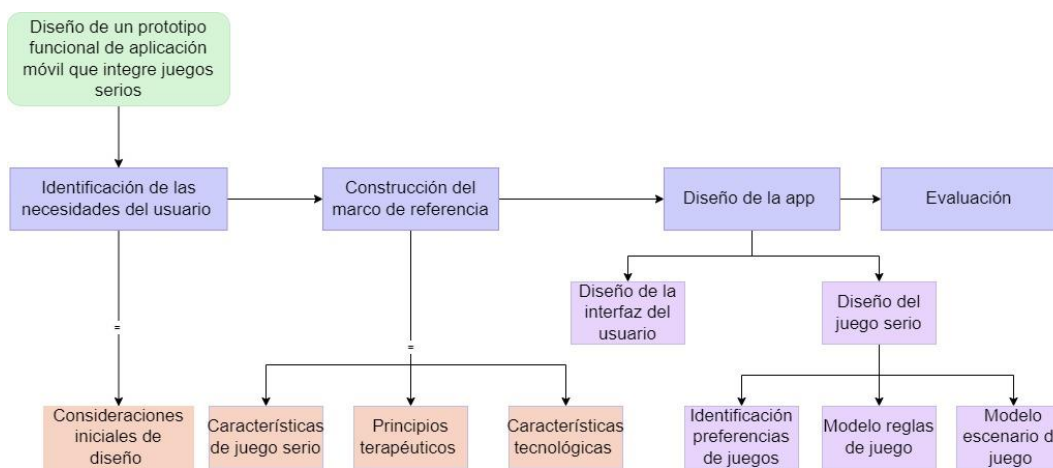 Diseño de un prototipo
funcional de aplicación
móvil que integre juegos
serios
Identificación de las
necesidades del usuario
Construcción del
marco de referencia
Diseño de la app
Evaluación
Diseño de la
interfaz del
usuario
Diseño del
juego serio
=
=
Consideraciones
iniciales de
diseño
Características
de juego serio
Principios
terapéuticos
Características
tecnológicas
Identificación
preferencias
de juegos
Modelo reglas
de juego
Modelo
escenario de
juego